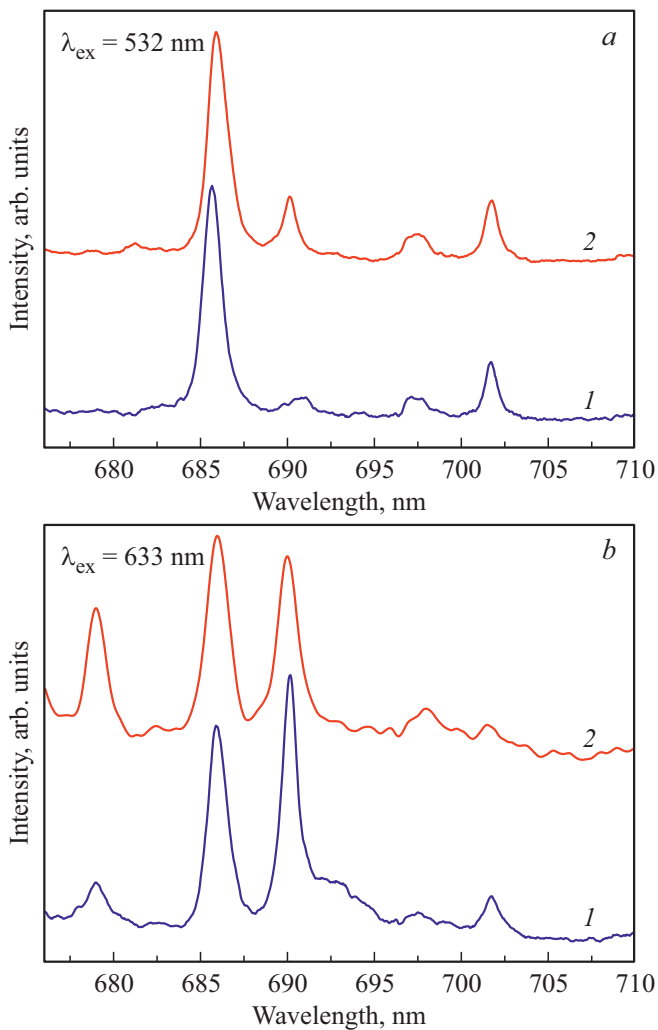 λex = 532 nm
a
Intensity, arb. units
2
1
680 685 690 695 700 705 710
Wavelength, nm
λex = 633 nm
b
Intensity, arb. units
2
1
680 685 690 695 700 705 710
Wavelength, nm